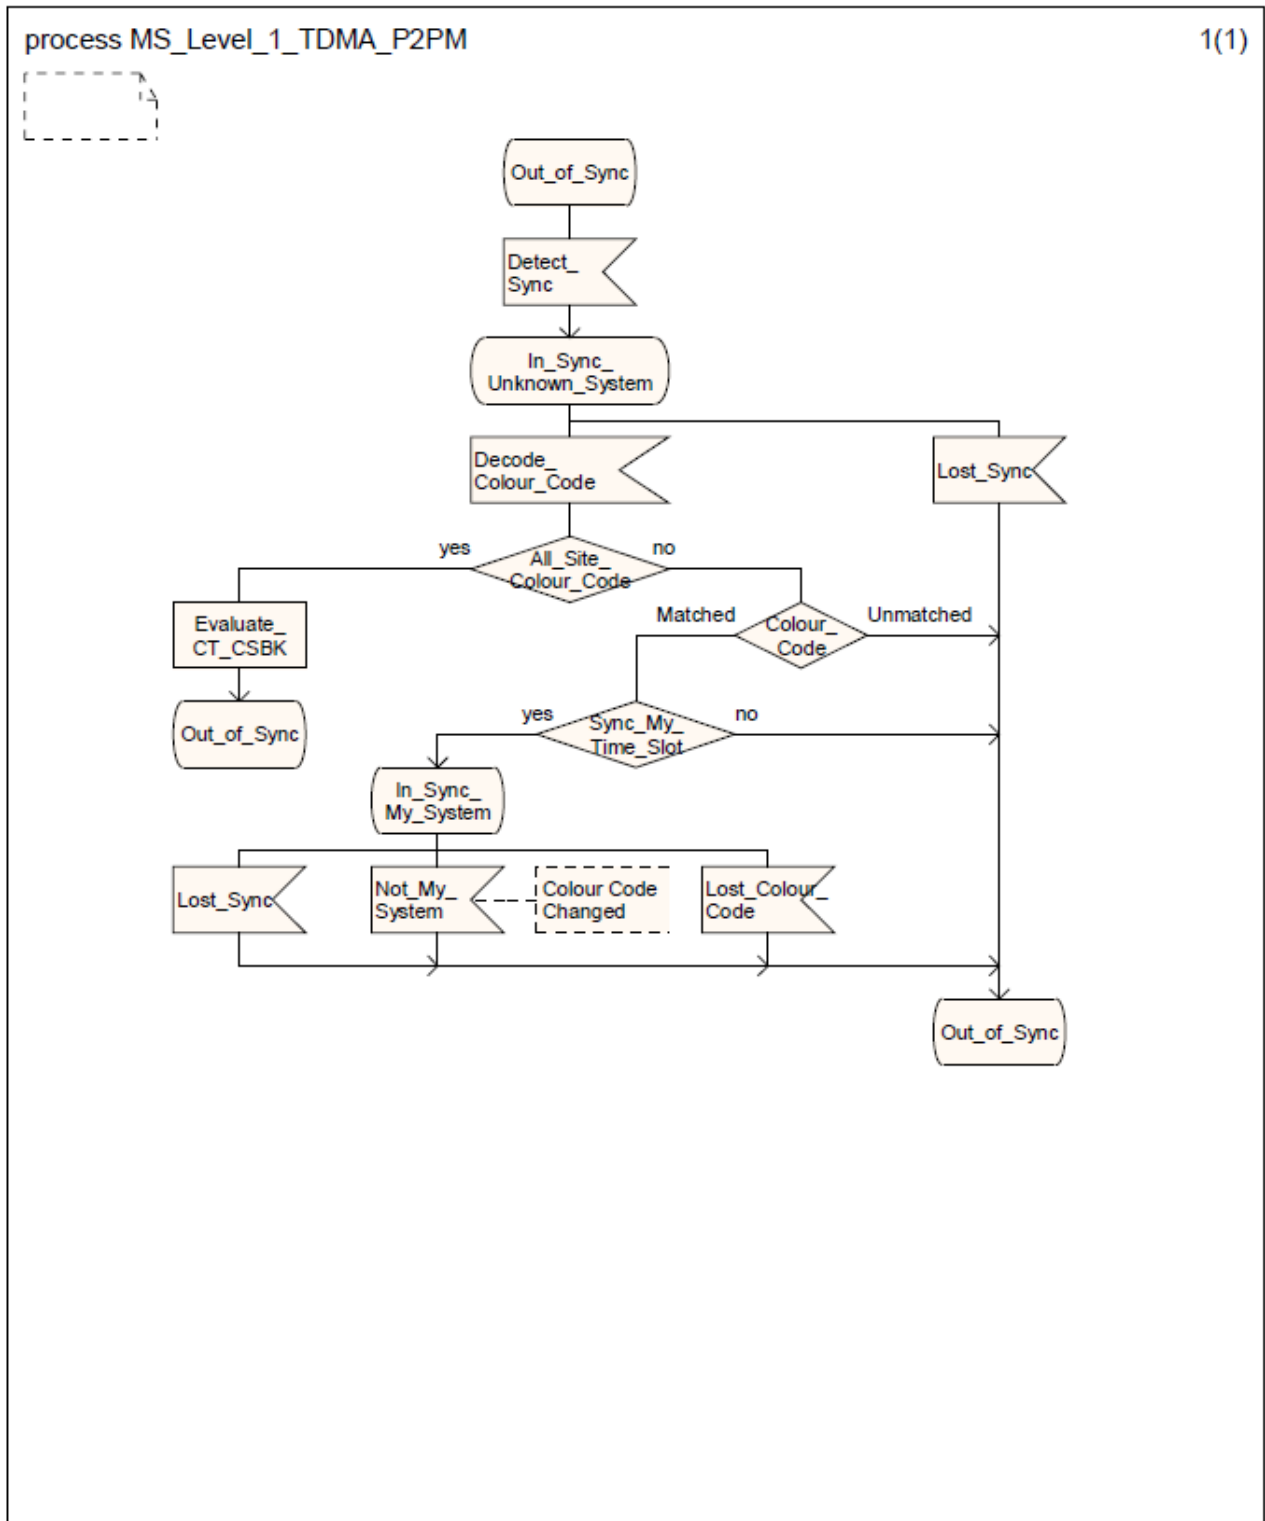 process MS_Level_1_TDMA_P2PM
1(1)
Out_of_Sync
Detect_
Sync
In_Sync_
Unknown_System
Decode_
Colour_Code
Lost_Sync
yes
All_Site_
Colour_Code
no
Evaluate_
CT_CSBK
Matched
Colour_
Code
Unmatched
Out_of_Sync
yes
Sync_My_
Time_Slot
no
In_Sync_
My_System
Lost_Sync
Not_My_
System
Colour Code
Changed
Lost_Colour_
Code
Out_of_Sync